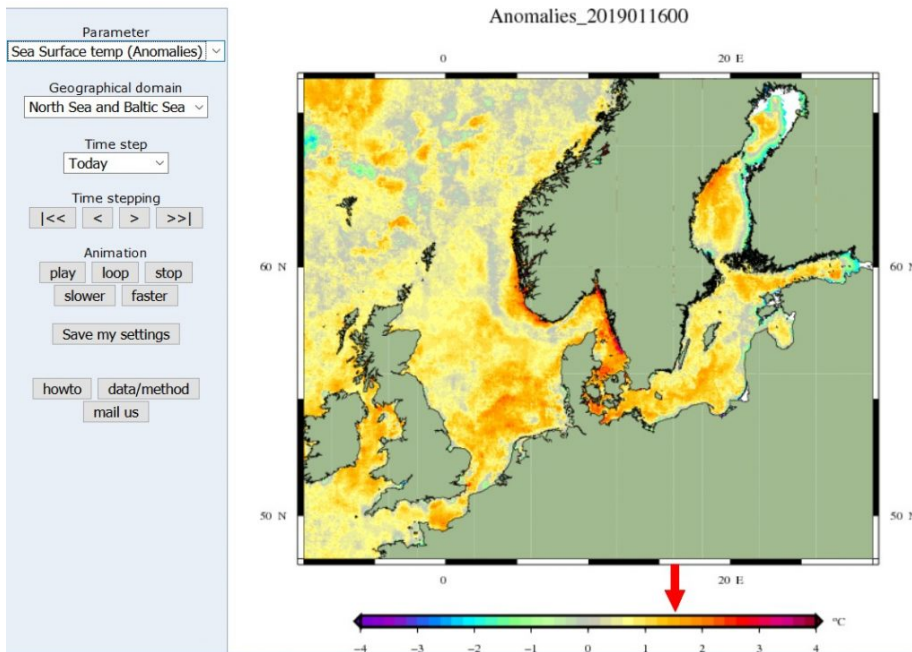 Anomalies_2019011600
Parameter
Sea Surface temp (Anomalies)
Geographical domain
North Sea and Baltic Sea
Time step
Today
Time stepping
|<< < > >>|
Animation
play loop stop
slower faster
Save my settings
howto data/method
mail us
0 20 E
60 N 60 N
50 N 50 N
0 20 E
°C
-4 -3 -2 -1 0 1 2 3 4